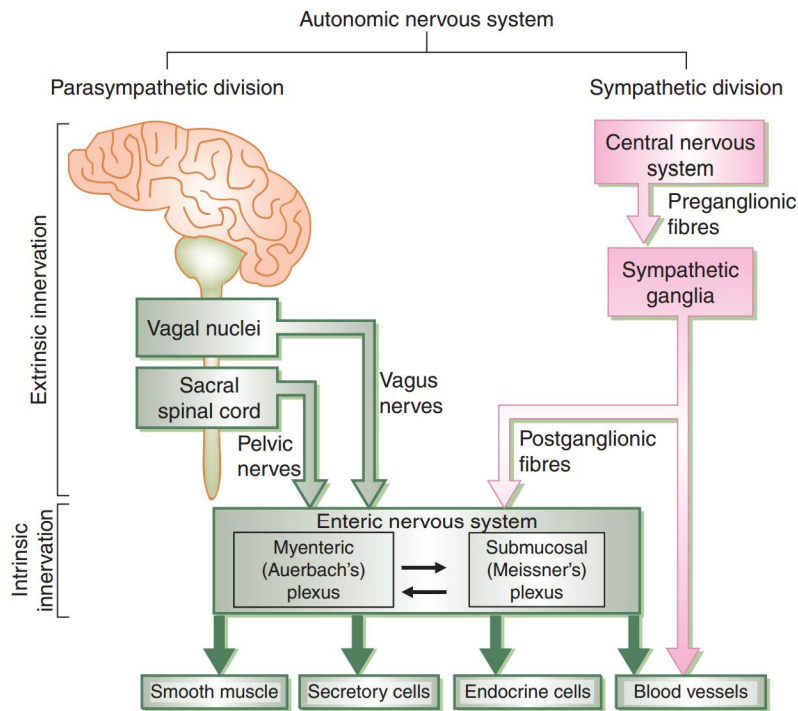 Autonomic nervous system
Parasympathetic division
Sympathetic division
Extrinsic innervation
Central nervous
system
Preganglionic
fibres
Sympathetic
ganglia
Vagal nuclei
Sacral
spinal cord
Vagus
nerves
Pelvic
nerves
Postganglionic
fibres
Intrinsic
innervation
Enteric nervous system
Myenteric
(Auerbach's)
plexus
Submucosal
(Meissner's)
plexus
Smooth muscle
Secretory cells
Endocrine cells
Blood vessels